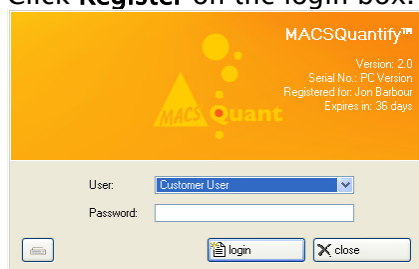 Click Register on the login box.
MACSQuantify™
Version: 2.0
Serial No.: PC Version
Registered for: Jon Barbour
Expires in: 36 days
MACS Quant
User: Customer User
Password:
login close